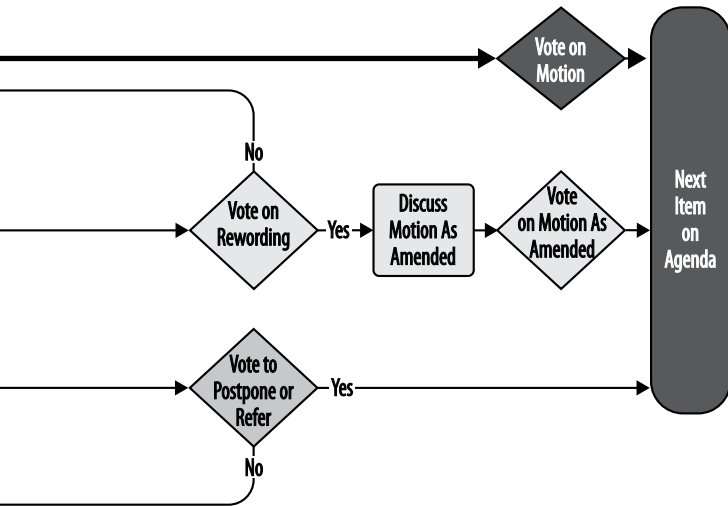 Vote on
Motion
No
Vote on
Rewording
Yes
Discuss
Motion As
Amended
Vote
on Motion As
Amended
Next
Item
on
Agenda
Vote to
Postpone or
Refer
Yes
No